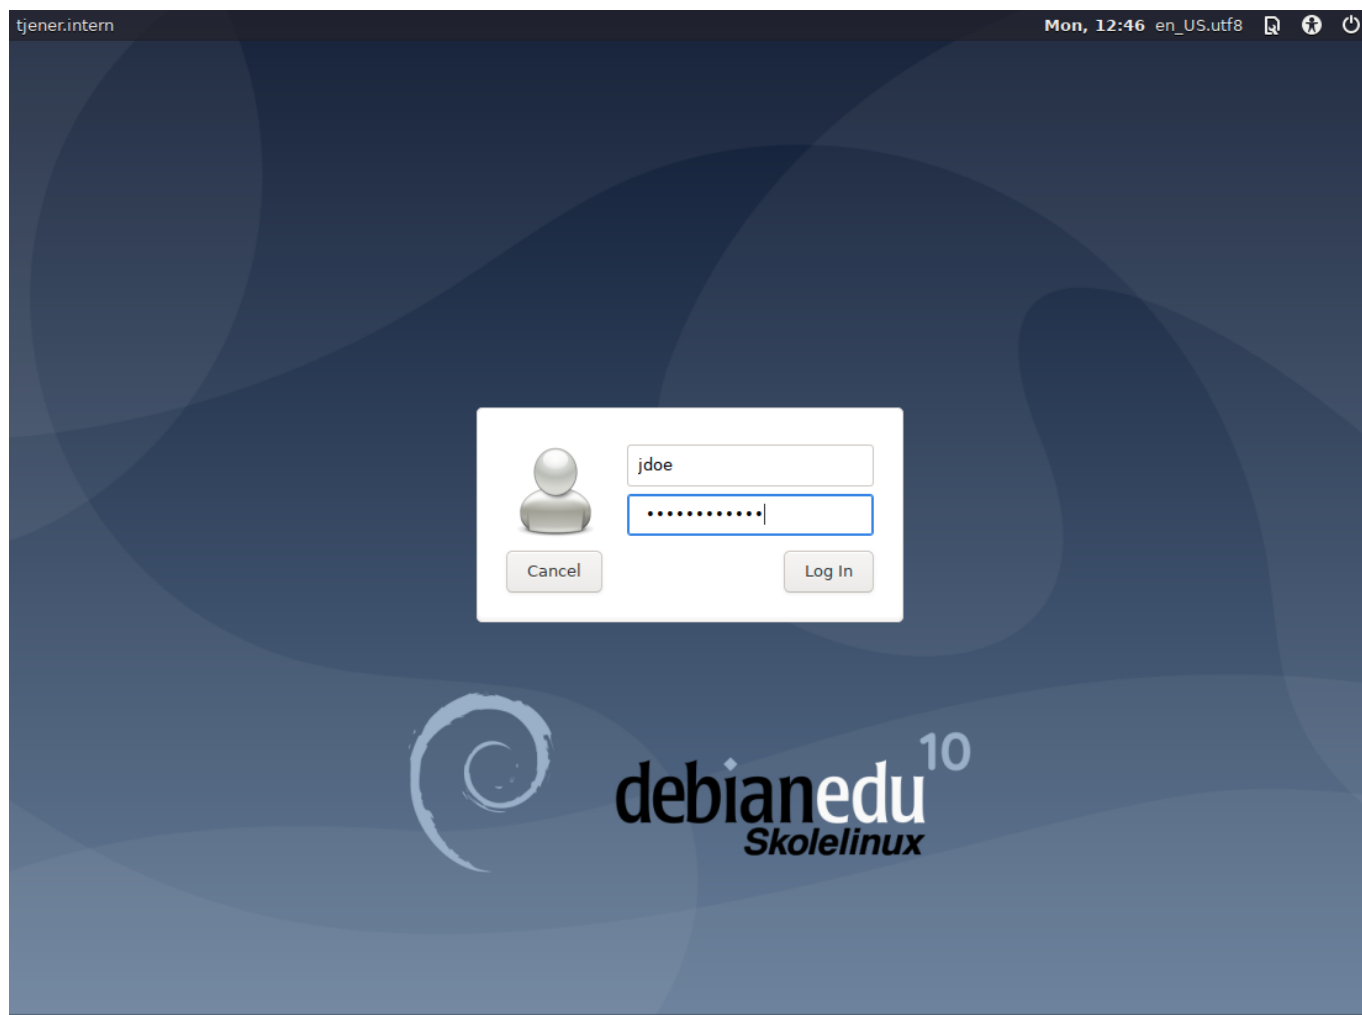 tjener.intern
Mon, 12:46 en_US.utf8
jdoe
••••••••••••
Cancel
Log In
debianedu 10
Skolelinux